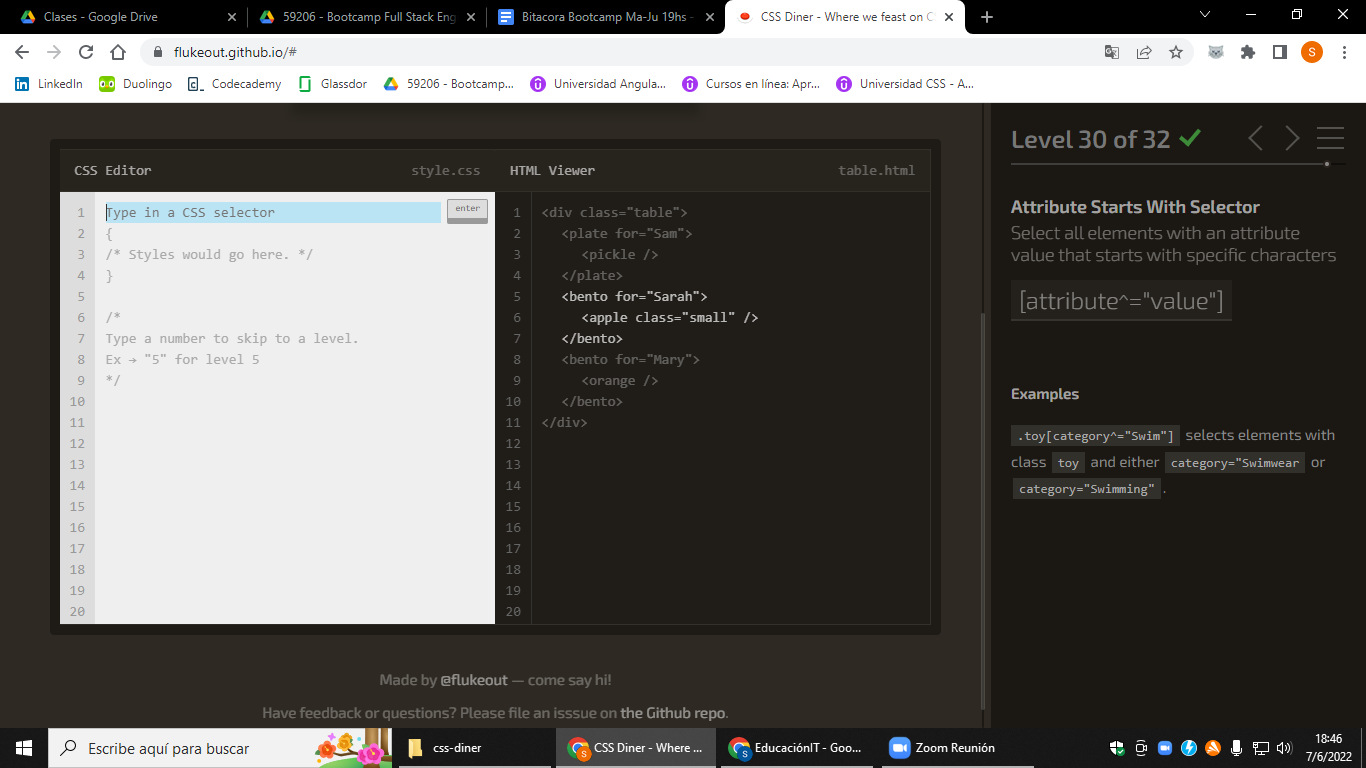 Clases - Google Drive
59206 - Bootcamp Full Stack Eng
Bitacora Bootcamp Ma-Ju 19hs -
CSS Diner - Where we feast on C
flukeout.github.io/#
S
LinkedIn
Duolingo
Codecademy
Glassdor
59206 - Bootcamp...
Universidad Angula...
Cursos en línea: Apr...
Universidad CSS - A...
CSS Editor
style.css
1 Type in a CSS selector
enter
2 {
3 /* Styles would go here. */
4 }
5
6 /*
7 Type a number to skip to a level.
8 Ex → "5" for level 5
9 */
10
11
12
13
14
15
16
17
18
19
20
HTML Viewer
table.html
1 <div class="table">
2 <plate for="Sam">
3 <pickle />
4 </plate>
5 <bento for="Sarah">
6 <apple class="small" />
7 </bento>
8 <bento for="Mary">
9 <orange />
10 </bento>
11 </div>
12
13
14
15
16
17
18
19
20
Level 30 of 32
Attribute Starts With Selector
Select all elements with an attribute
value that starts with specific characters
[attribute^="value"]
Examples
.toy[category^="Swim"] selects elements with
class toy and either category="Swimwear or
category="Swimming" .
Made by @flukeout — come say hi!
Have feedback or questions? Please file an isssue on the Github repo.
Escribe aquí para buscar
css-diner
CSS Diner - Where ...
EducaciónIT - Goo...
Zoom Reunión
18:46
7/6/2022